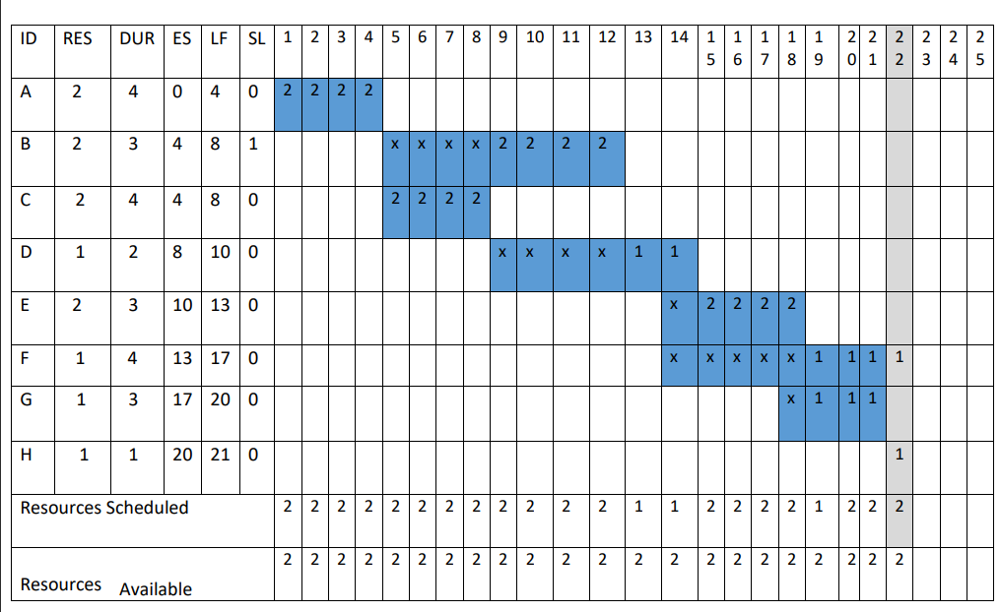 ID RES DUR ES LF SL 1 2 3 4 5 6 7 8 9 10 11 12 13 14 15 16 17 18 19 20 21 22 23 24 25
A 2 4 0 4 0 2 2 2 2
B 2 3 4 8 1 x x x x 2 2 2 2
C 2 4 4 8 0 2 2 2 2
D 1 2 8 10 0 x x x x 1 1
E 2 3 10 13 0 x 2 2 2 2
F 1 4 13 17 0 x x x x x 1 1 1 1
G 1 3 17 20 0 x 1 1 1
H 1 1 20 21 0 1
Resources Scheduled 2 2 2 2 2 2 2 2 2 2 2 2 1 1 2 2 2 2 1 2 2 2
Resources Available 2 2 2 2 2 2 2 2 2 2 2 2 2 2 2 2 2 2 2 2 2 2